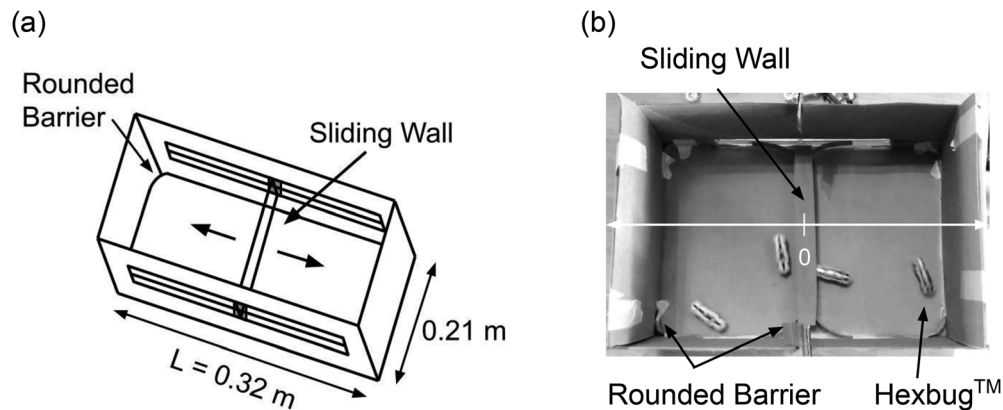 (a)
Rounded
Barrier
Sliding Wall
0.21 m
L = 0.32 m
(b)
Sliding Wall
0
Rounded Barrier
Hexbug™